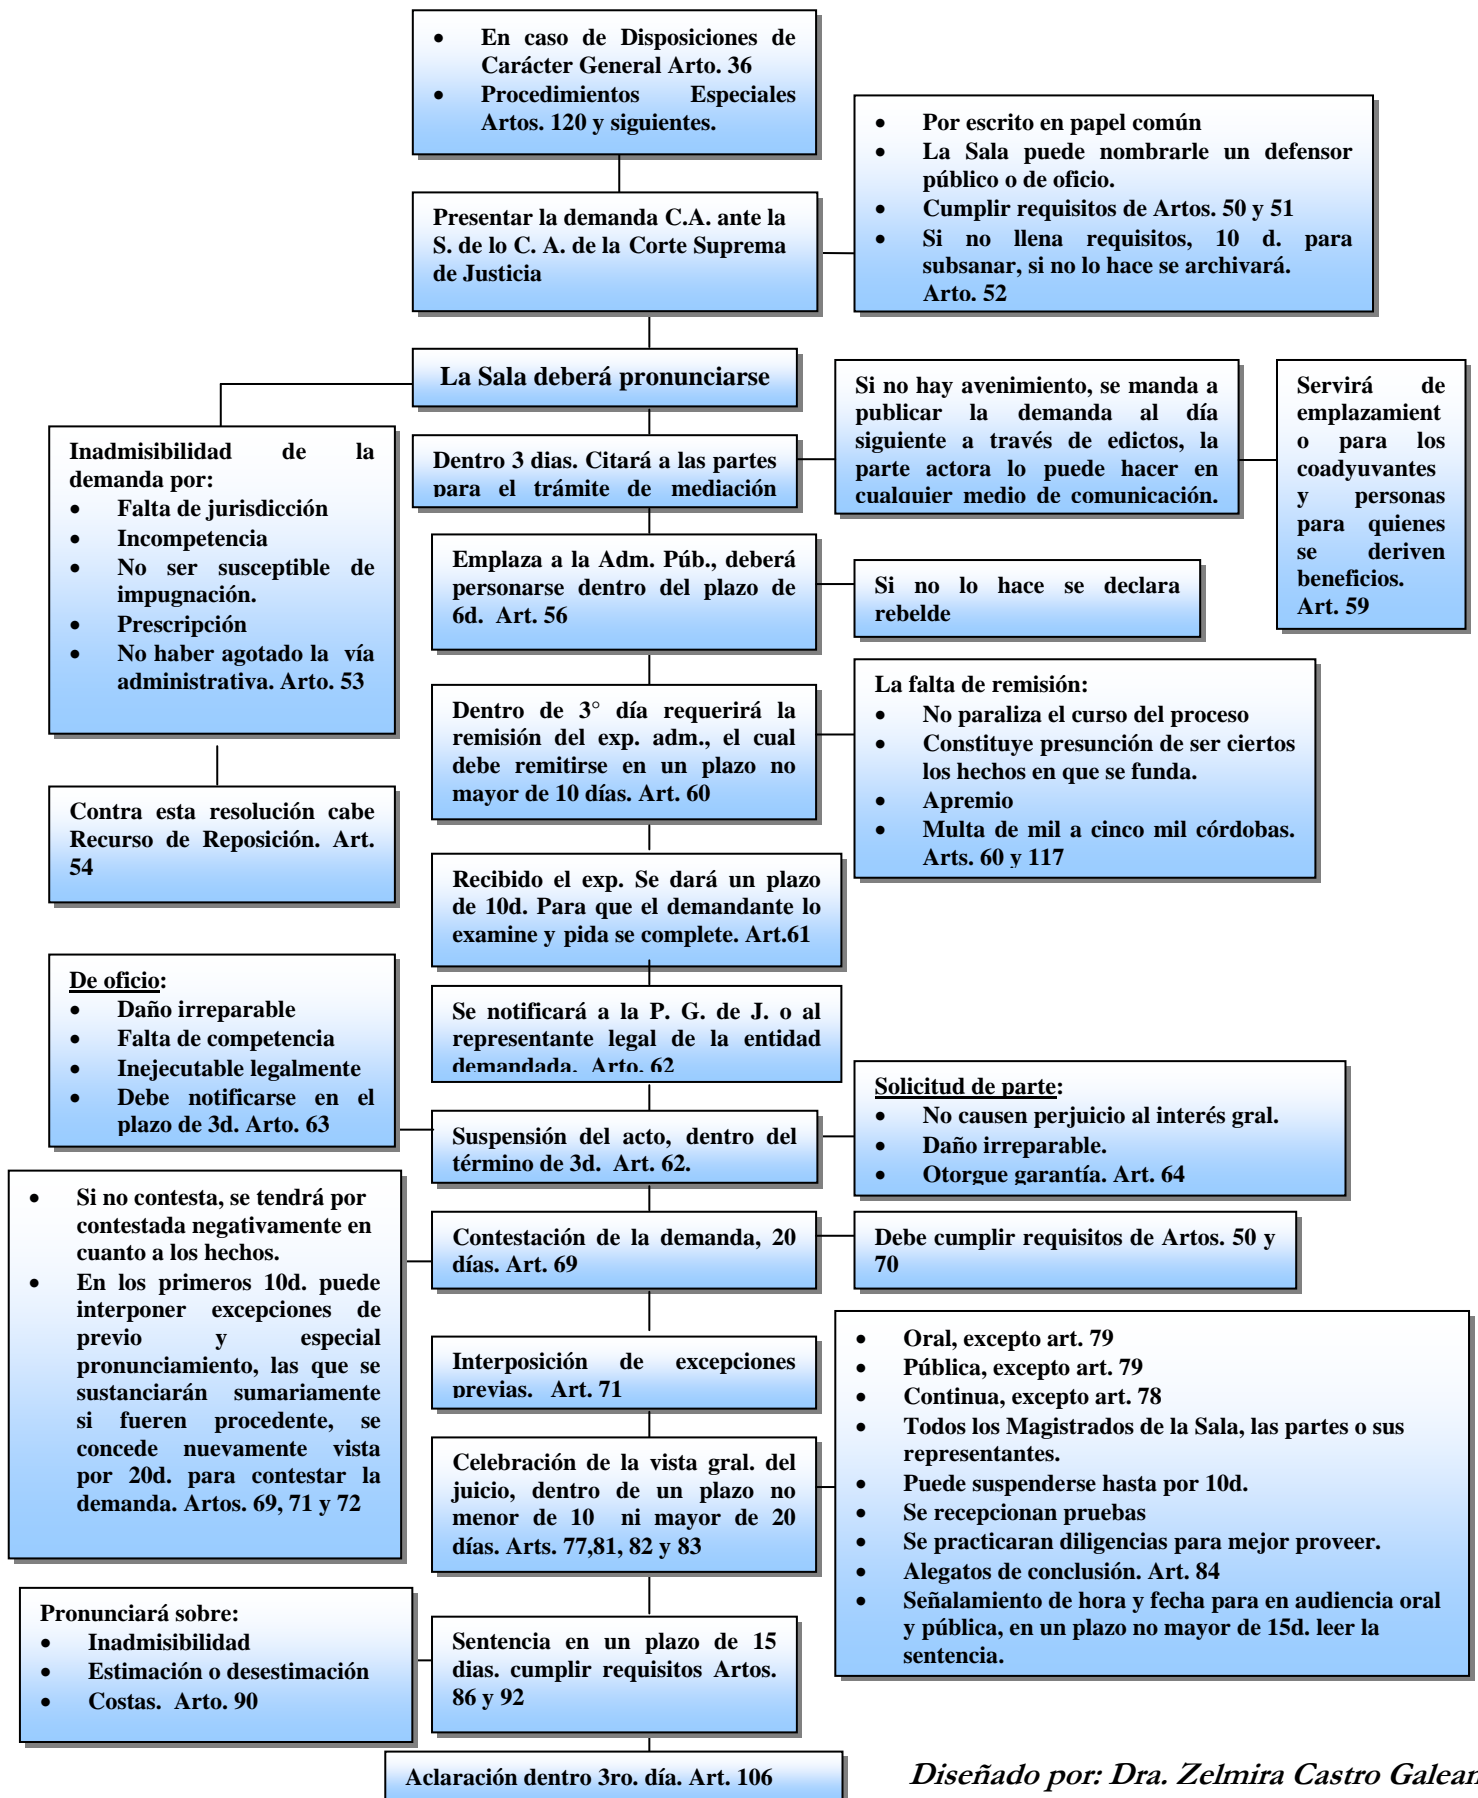 • En caso de Disposiciones de
Carácter General Arto. 36
• Procedimientos Especiales
Artos. 120 y siguientes.
• Por escrito en papel común
• La Sala puede nombrarle un defensor
público o de oficio.
• Cumplir requisitos de Artos. 50 y 51
• Si no llena requisitos, 10 d. para
subsanar, si no lo hace se archivará.
Arto. 52
Presentar la demanda C.A. ante la
S. de lo C. A. de la Corte Suprema
de Justicia
La Sala deberá pronunciarse
Si no hay avenimiento, se manda a
publicar la demanda al día
siguiente a través de edictos, la
parte actora lo puede hacer en
cualquier medio de comunicación.
Servirá de
emplazamient
o para los
coadyuvantes
y personas
para quienes
se deriven
beneficios.
Art. 59
Inadmisibilidad de la
demanda por:
• Falta de jurisdicción
• Incompetencia
• No ser susceptible de
impugnación.
• Prescripción
• No haber agotado la vía
administrativa. Arto. 53
Dentro 3 dias. Citará a las partes
para el trámite de mediación
Emplaza a la Adm. Púb., deberá
personarse dentro del plazo de
6d. Art. 56
Si no lo hace se declara
rebelde
Dentro de 3° día requerirá la
remisión del exp. adm., el cual
debe remitirse en un plazo no
mayor de 10 días. Art. 60
La falta de remisión:
• No paraliza el curso del proceso
• Constituye presunción de ser ciertos
los hechos en que se funda.
• Apremio
• Multa de mil a cinco mil córdobas.
Arts. 60 y 117
Contra esta resolución cabe
Recurso de Reposición. Art.
54
Recibido el exp. Se dará un plazo
de 10d. Para que el demandante lo
examine y pida se complete. Art.61
De oficio:
• Daño irreparable
• Falta de competencia
• Inejecutable legalmente
• Debe notificarse en el
plazo de 3d. Arto. 63
Se notificará a la P. G. de J. o al
representante legal de la entidad
demandada. Arto. 62
Suspensión del acto, dentro del
término de 3d. Art. 62.
Solicitud de parte:
• No causen perjuicio al interés gral.
• Daño irreparable.
• Otorgue garantía. Art. 64
• Si no contesta, se tendrá por
contestada negativamente en
cuanto a los hechos.
• En los primeros 10d. puede
interponer excepciones de
previo y especial
pronunciamiento, las que se
sustanciarán sumariamente
si fueren procedente, se
concede nuevamente vista
por 20d. para contestar la
demanda. Artos. 69, 71 y 72
Contestación de la demanda, 20
días. Art. 69
Debe cumplir requisitos de Artos. 50 y
70
Interposición de excepciones
previas. Art. 71
Celebración de la vista gral. del
juicio, dentro de un plazo no
menor de 10 ni mayor de 20
días. Arts. 77,81, 82 y 83
• Oral, excepto art. 79
• Pública, excepto art. 79
• Continua, excepto art. 78
• Todos los Magistrados de la Sala, las partes o sus
representantes.
• Puede suspenderse hasta por 10d.
• Se recepcionan pruebas
• Se practicaran diligencias para mejor proveer.
• Alegatos de conclusión. Art. 84
• Señalamiento de hora y fecha para en audiencia oral
y pública, en un plazo no mayor de 15d. leer la
sentencia.
Pronunciará sobre:
• Inadmisibilidad
• Estimación o desestimación
• Costas. Arto. 90
Sentencia en un plazo de 15
dias. cumplir requisitos Artos.
86 y 92
Aclaración dentro 3ro. día. Art. 106
Diseñado por: Dra. Zelmira Castro Galean